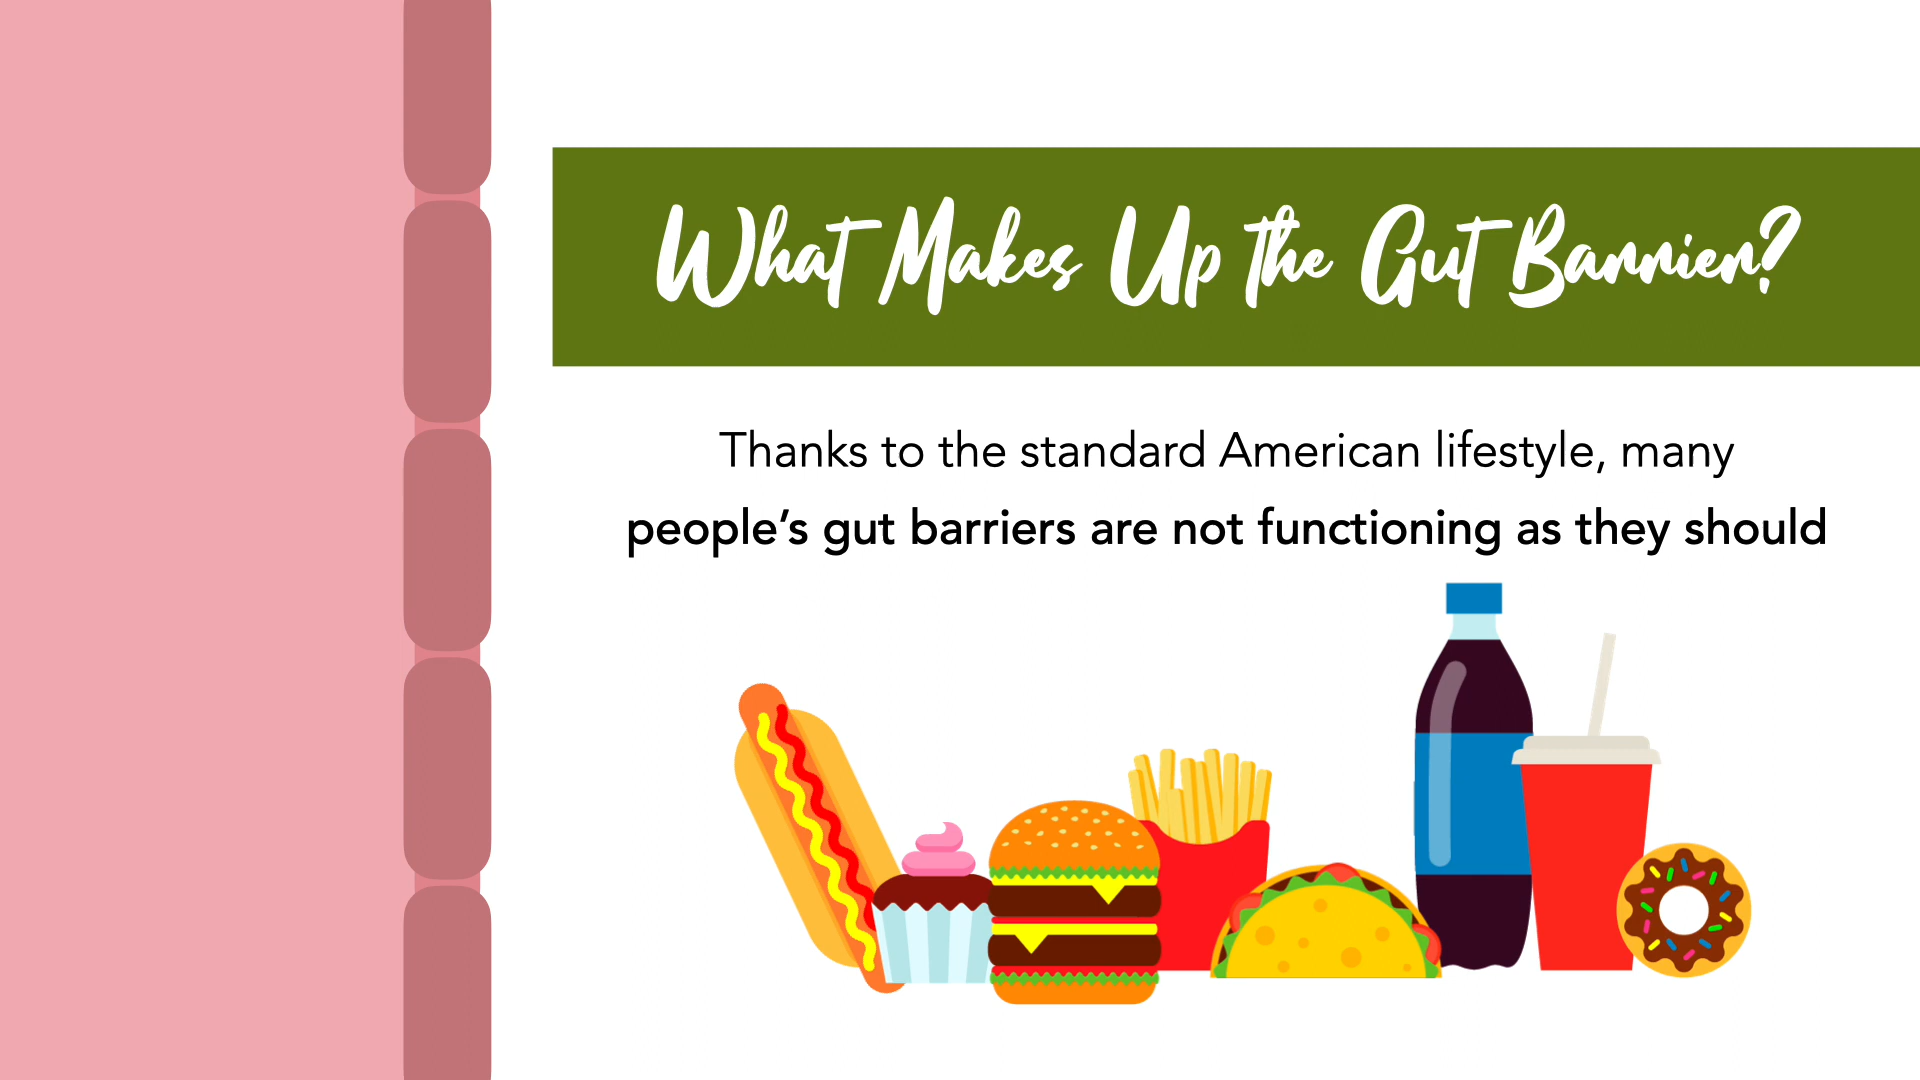 What Makes Up the Gut Barrier?
Thanks to the standard American lifestyle, many
people’s gut barriers are not functioning as they should